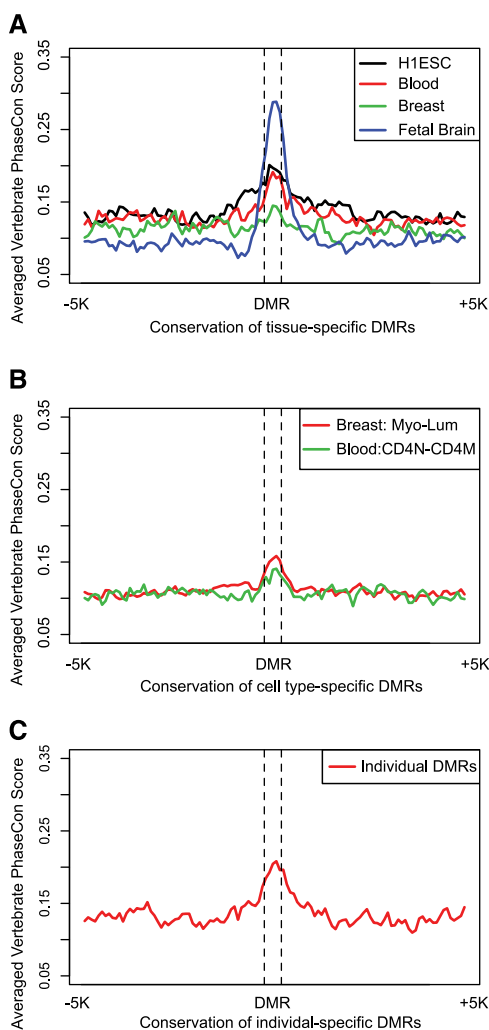 A
Averaged Vertebrate PhaseCon Score
0.35
0.25
0.15
0.05
H1ESC
Blood
Breast
Fetal Brain
-5K
DMR
+5K
Conservation of tissue-specific DMRs
B
Averaged Vertebrate PhaseCon Score
0.35
0.25
0.15
0.05
Breast: Myo-Lum
Blood:CD4N-CD4M
-5K
DMR
+5K
Conservation of cell type-specific DMRs
C
Averaged Vertebrate PhaseCon Score
0.35
0.25
0.15
0.05
Individual DMRs
-5K
DMR
+5K
Conservation of individal-specific DMRs